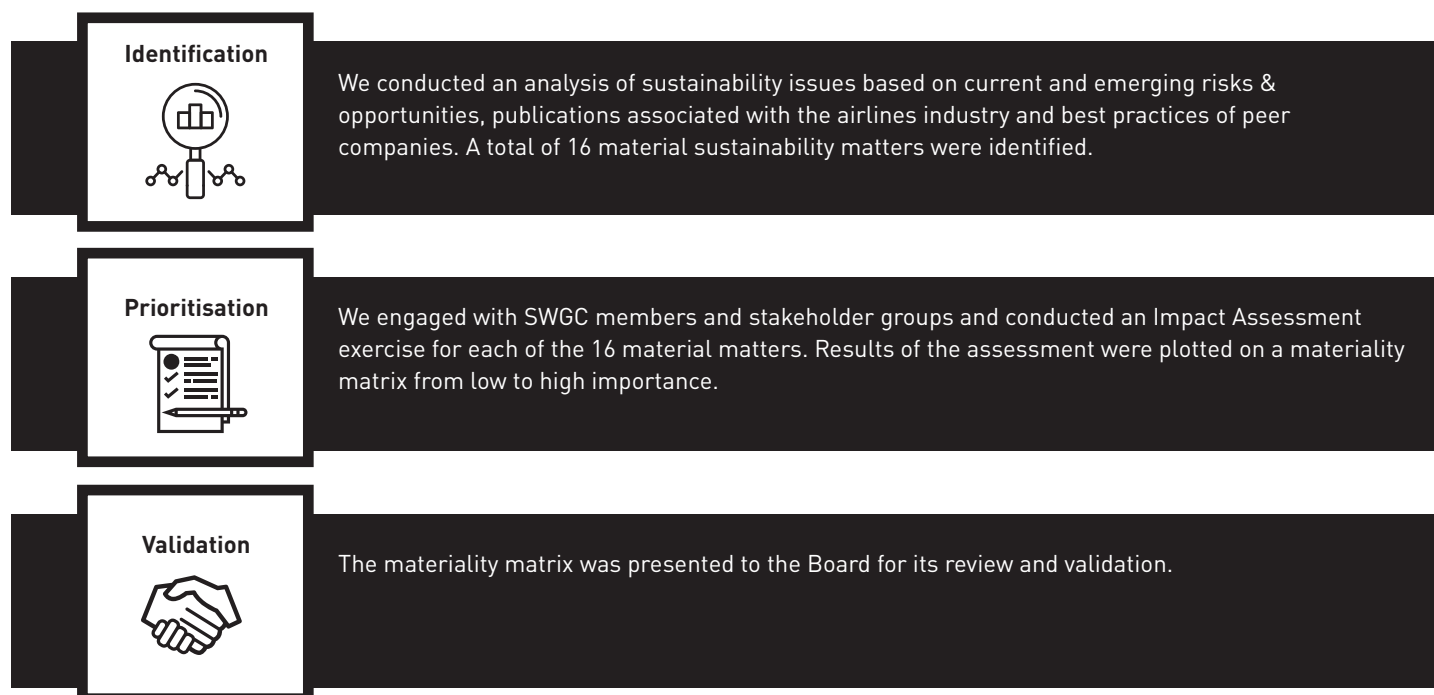 Identification
We conducted an analysis of sustainability issues based on current and emerging risks &
opportunities, publications associated with the airlines industry and best practices of peer
companies. A total of 16 material sustainability matters were identified.
Prioritisation
We engaged with SWGC members and stakeholder groups and conducted an Impact Assessment
exercise for each of the 16 material matters. Results of the assessment were plotted on a materiality
matrix from low to high importance.
Validation
The materiality matrix was presented to the Board for its review and validation.